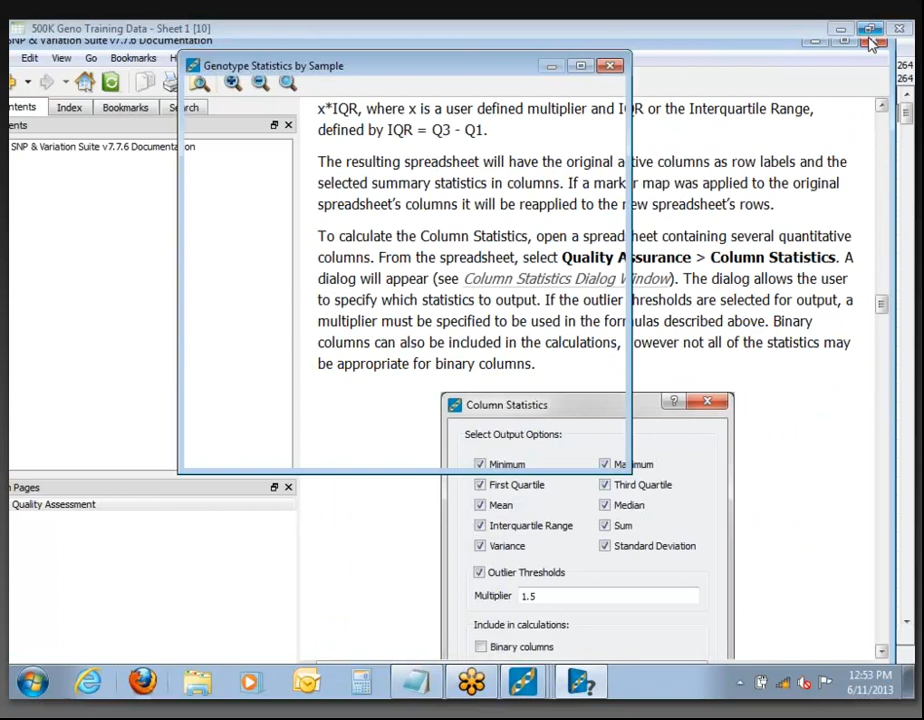 500K Geno Training Data - Sheet 1 [10]
SNP & Variation Suite v7.7.6 Documentation
Edit View Go Bookmarks
Genotype Statistics by Sample
264
264
Index Bookmarks Search
SNP & Variation Suite v7.7.6 Documentation
x*IQR, where x is a user defined multiplier and IQR or the Interquartile Range,
defined by IQR = Q3 - Q1.
The resulting spreadsheet will have the original active columns as row labels and the
selected summary statistics in columns. If a marker map was applied to the original
spreadsheet's columns it will be reapplied to the new spreadsheet's rows.
To calculate the Column Statistics, open a spreadsheet containing several quantitative
columns. From the spreadsheet, select Quality Assurance > Column Statistics. A
dialog will appear (see Column Statistics Dialog Window). The dialog allows the user
to specify which statistics to output. If the outlier thresholds are selected for output, a
multiplier must be specified to be used in the formulas described above. Binary
columns can also be included in the calculations, however not all of the statistics may
be appropriate for binary columns.
Column Statistics
Select Output Options:
Minimum Maximum
First Quartile Third Quartile
Mean Median
Interquartile Range Sum
Variance Standard Deviation
Outlier Thresholds
Multiplier 1.5
Include in calculations:
Binary columns
Pages
Quality Assessment
12:53 PM
6/11/2013